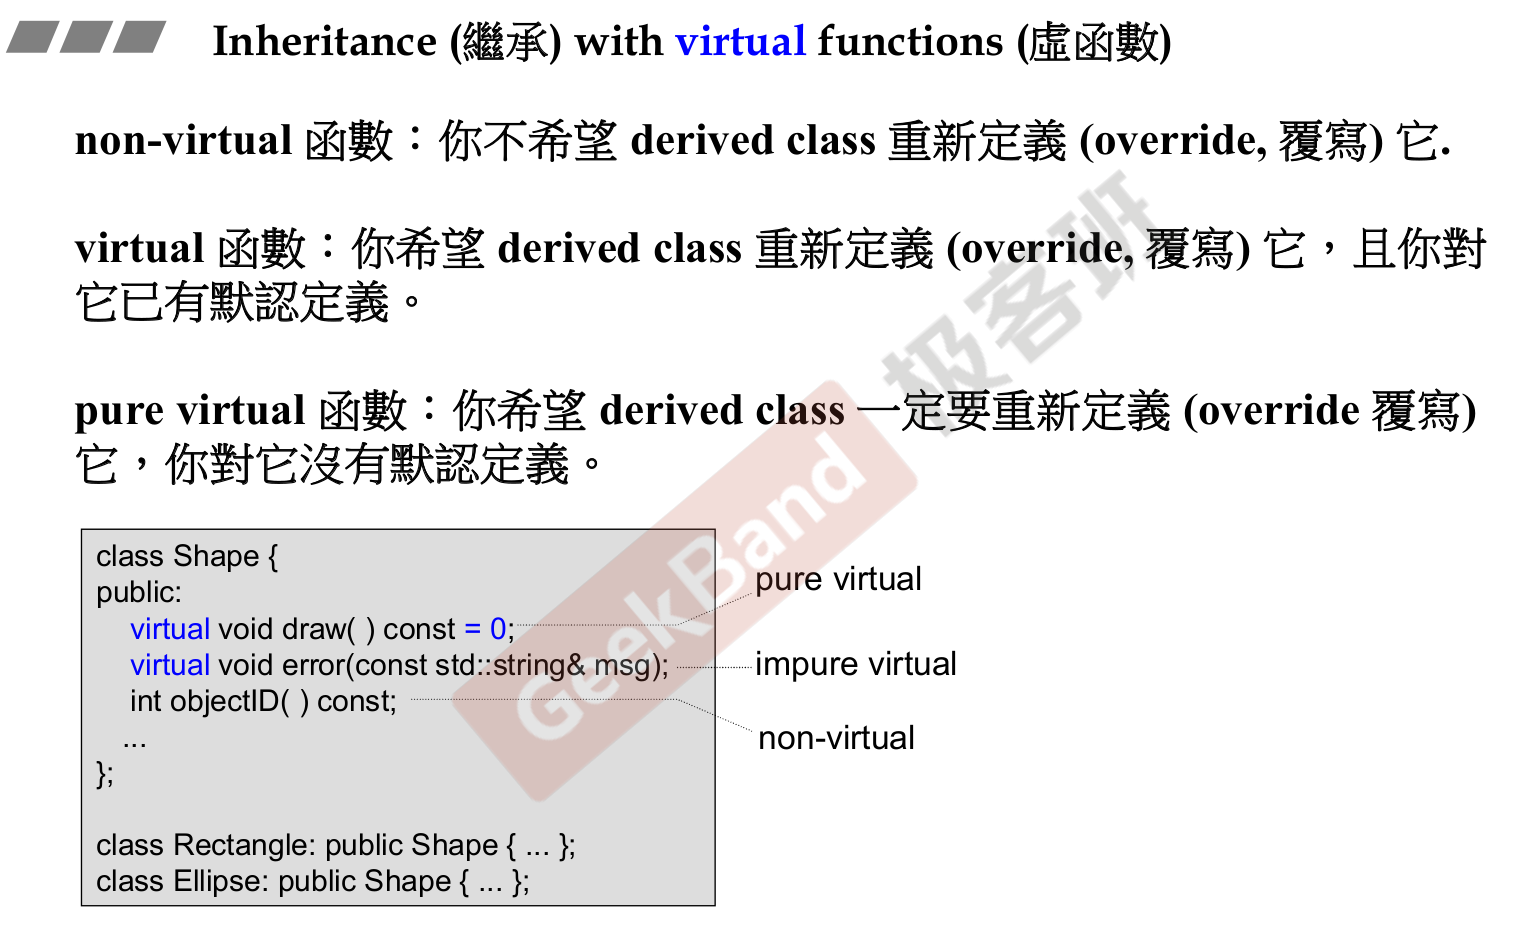 Inheritance (繼承) with virtual functions (虛函數)
non-virtual 函數：你不希望 derived class 重新定義 (override, 覆寫) 它.
virtual 函數：你希望 derived class 重新定義 (override, 覆寫) 它，且你對
它已有默認定義。
pure virtual 函數：你希望 derived class 一定要重新定義 (override 覆寫)
它，你對它沒有默認定義。
class Shape {
public:
virtual void draw( ) const = 0;
pure virtual
virtual void error(const std::string& msg);
impure virtual
int objectID( ) const;
non-virtual
...
};
class Rectangle: public Shape { ... };
class Ellipse: public Shape { ... };
GeekBand 极客班